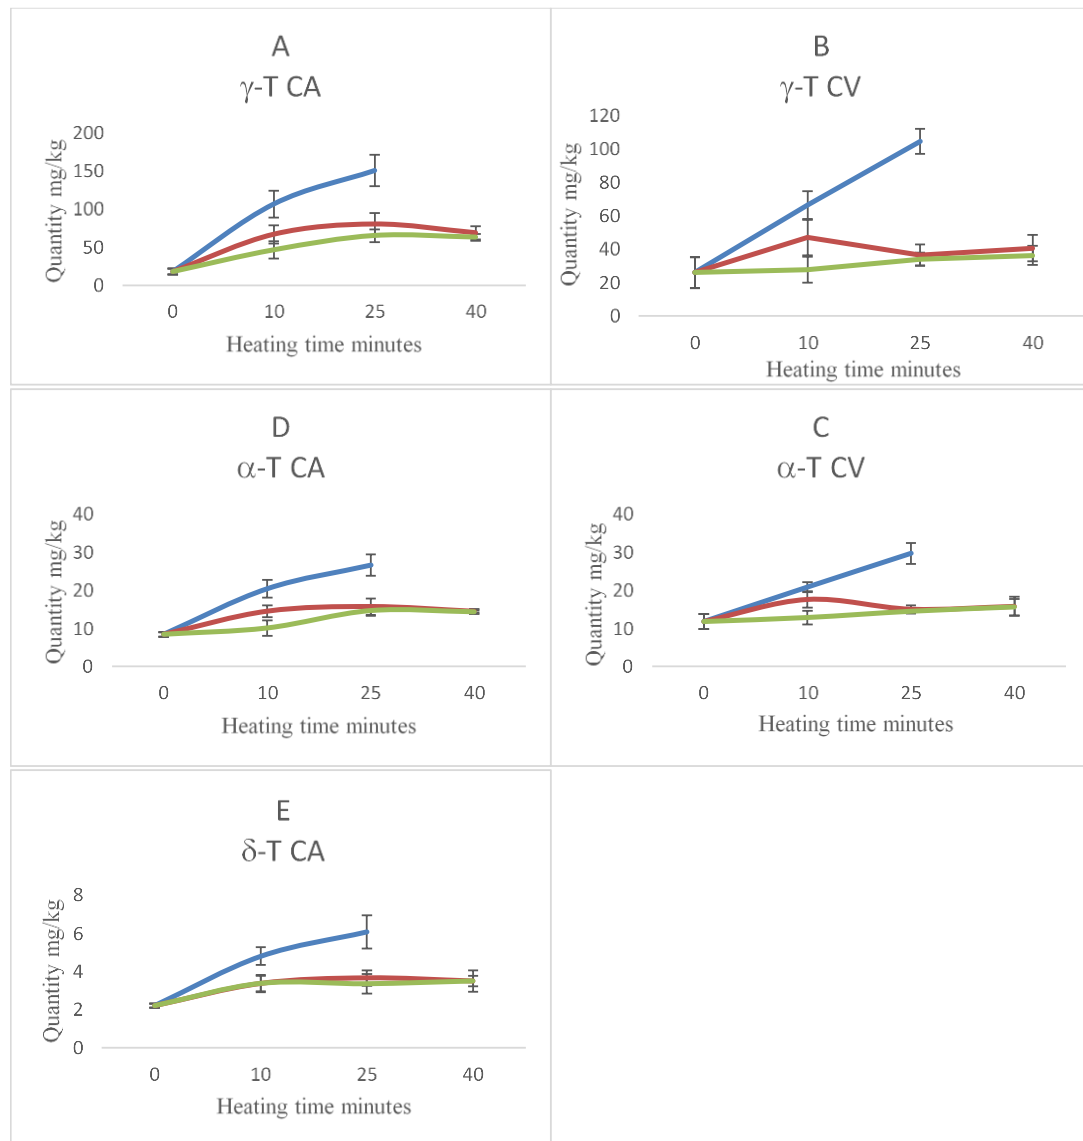 A
γ-T CA
Quantity mg/kg
200
150
100
50
0
0 10 25 40
Heating time minutes
B
γ-T CV
Quantity mg/kg
120
100
80
60
40
20
0
0 10 25 40
Heating time minutes
D
α-T CA
Quantity mg/kg
40
30
20
10
0
0 10 25 40
Heating time minutes
C
α-T CV
Quantity mg/kg
40
30
20
10
0
0 10 25 40
Heating time minutes
E
δ-T CA
Quantity mg/kg
8
6
4
2
0
0 10 25 40
Heating time minutes